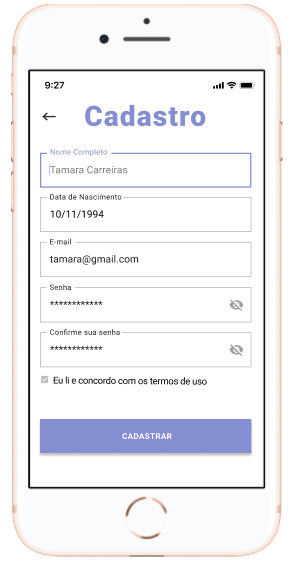 9:27
Cadastro
Nome Completo
Tamara Carreiras
Data de Nascimento
10/11/1994
E-mail
tamara@gmail.com
Senha
************
Confirme sua senha
************
Eu li e concordo com os termos de uso
CADASTRAR